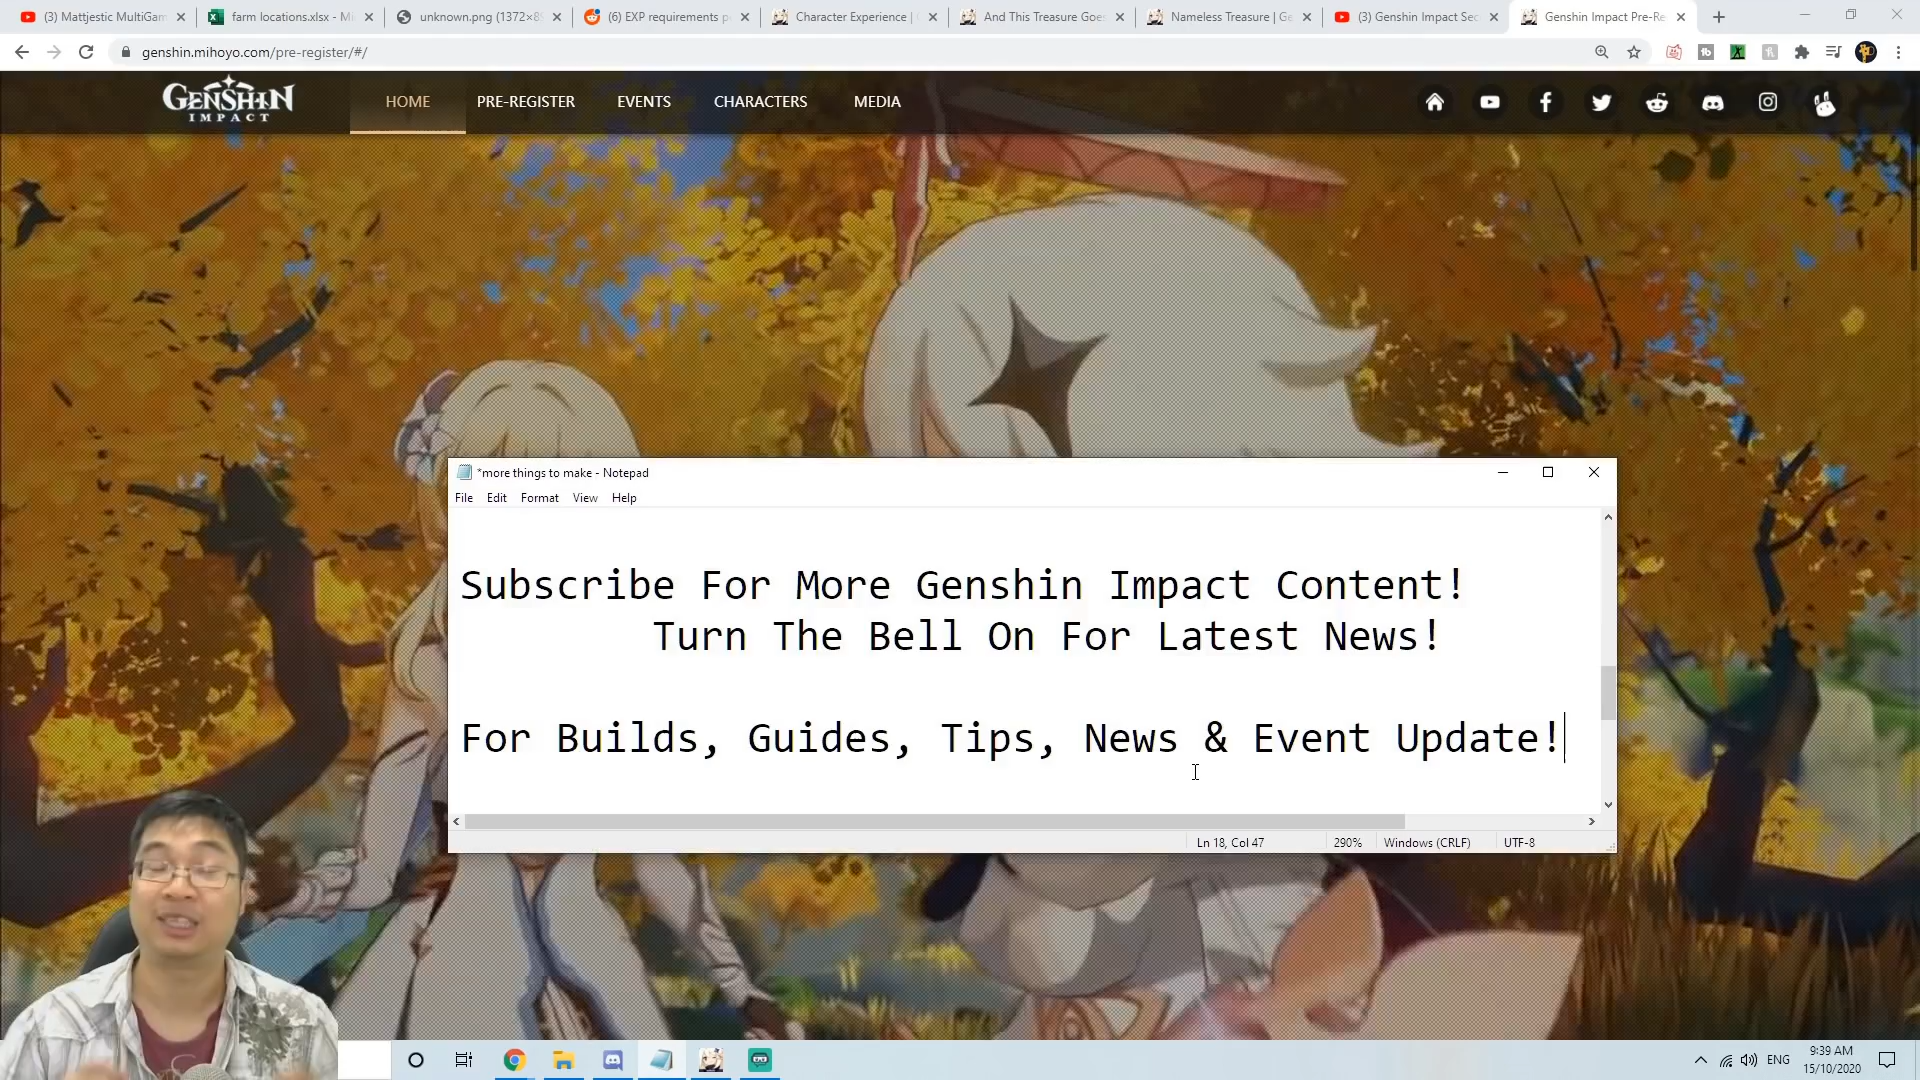 (3) Mattjestic MultiGam
farm locations.xlsx - Mi
unknown.png (1372×89
(6) EXP requirements p
Character Experience |
And This Treasure Goes
Nameless Treasure | Ge
(3) Genshin Impact Sec
Genshin Impact Pre-Re
genshin.mihoyo.com/pre-register/#/
GENSHIN
IMPACT
HOME
PRE-REGISTER
EVENTS
CHARACTERS
MEDIA
*more things to make - Notepad
File Edit Format View Help
Subscribe For More Genshin Impact Content!
Turn The Bell On For Latest News!
For Builds, Guides, Tips, News & Event Update!
Ln 18, Col 47
290%
Windows (CRLF)
UTF-8
ENG
9:39 AM
15/10/2020